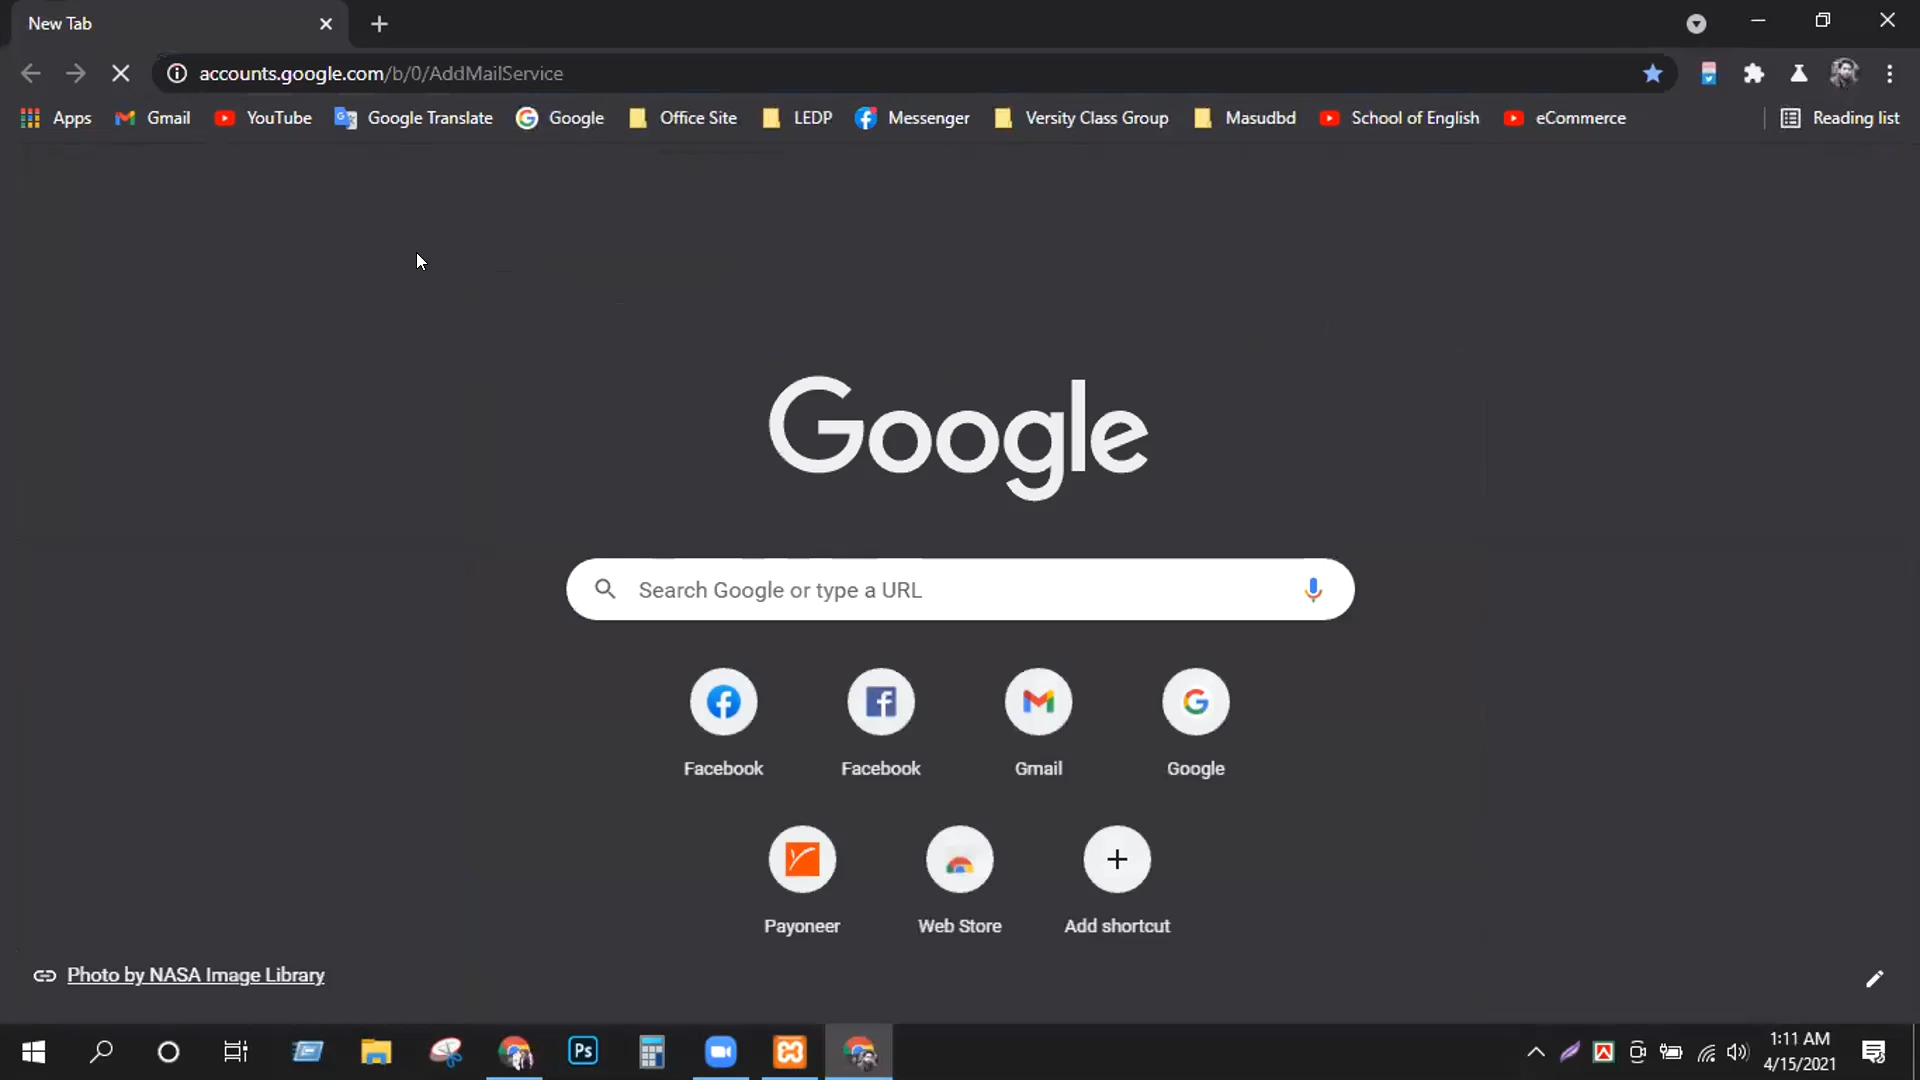 New Tab
accounts.google.com/b/0/AddMailService
Apps Gmail YouTube Google Translate Google Office Site LEDP Messenger Versity Class Group Masudbd School of English eCommerce Reading list
Google
Search Google or type a URL
Facebook Facebook Gmail Google
Payoneer Web Store Add shortcut
Photo by NASA Image Library
Ps
1:11 AM
4/15/2021